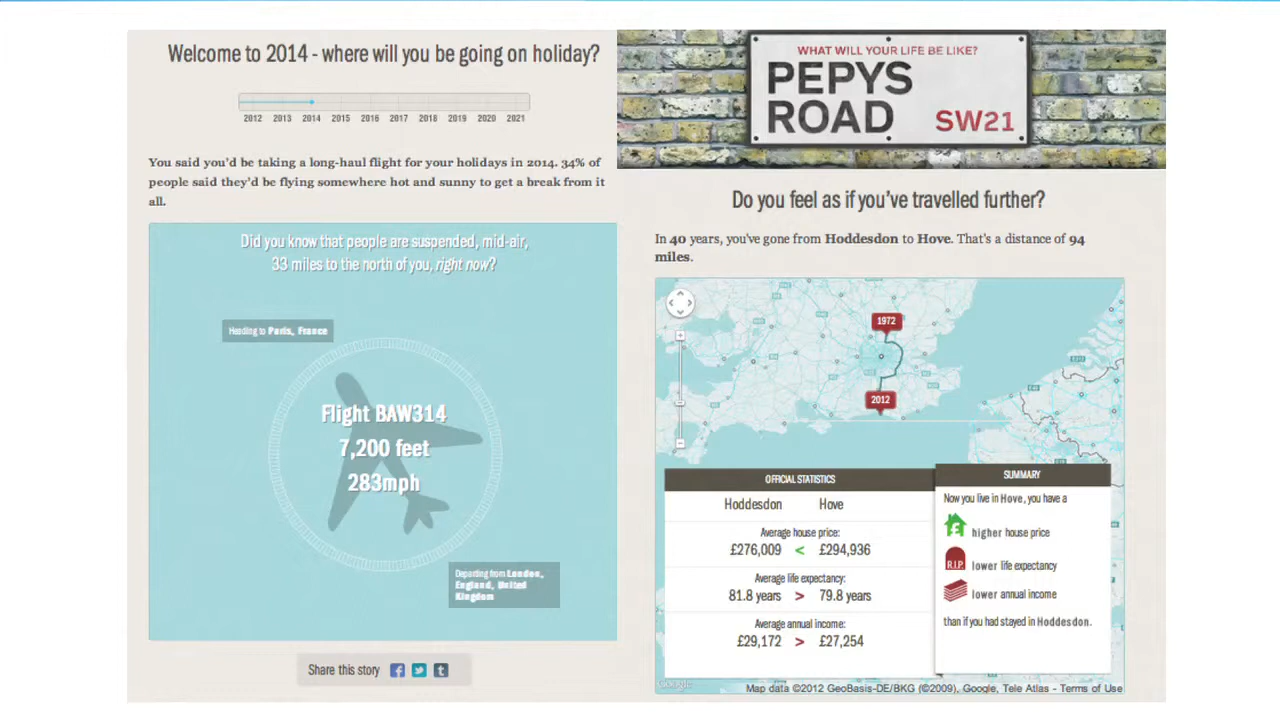 Welcome to 2014 - where will you be going on holiday?
2012 2013 2014 2015 2016 2017 2018 2019 2020 2021
You said you'd be taking a long-haul flight for your holidays in 2014. 34% of
people said they'd be flying somewhere hot and sunny to get a break from it
all.
Did you know that people are suspended, mid-air,
33 miles to the north of you, right now?
Heading to Paris, France
Flight BAW314
7,200 feet
283mph
Departing from London,
England, United
Kingdom
Share this story
WHAT WILL YOUR LIFE BE LIKE?
PEPYS
ROAD SW21
Do you feel as if you've travelled further?
In 40 years, you've gone from Hoddesdon to Hove. That's a distance of 94
miles.
1972
2012
OFFICIAL STATISTICS
Hoddesdon Hove
Average house price:
£276,009 < £294,936
Average life expectancy:
81.8 years > 79.8 years
Average annual income:
£29,172 > £27,254
SUMMARY
Now you live in Hove, you have a
higher house price
R.I.P. lower life expectancy
lower annual income
than if you had stayed in Hoddesdon.
Google
Map data ©2012 GeoBasis-DE/BKG (©2009), Google, Tele Atlas - Terms of Use